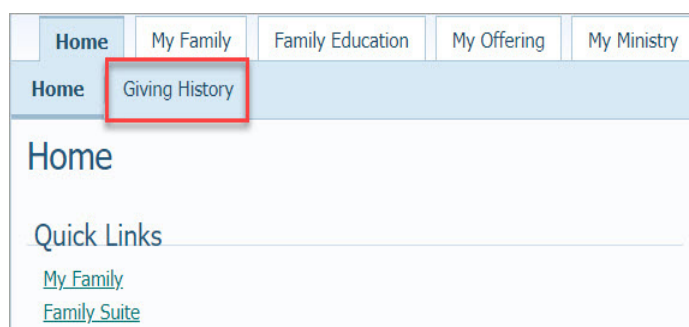 Home My Family Family Education My Offering My Ministry
Home Giving History
Home
Quick Links
My Family
Family Suite